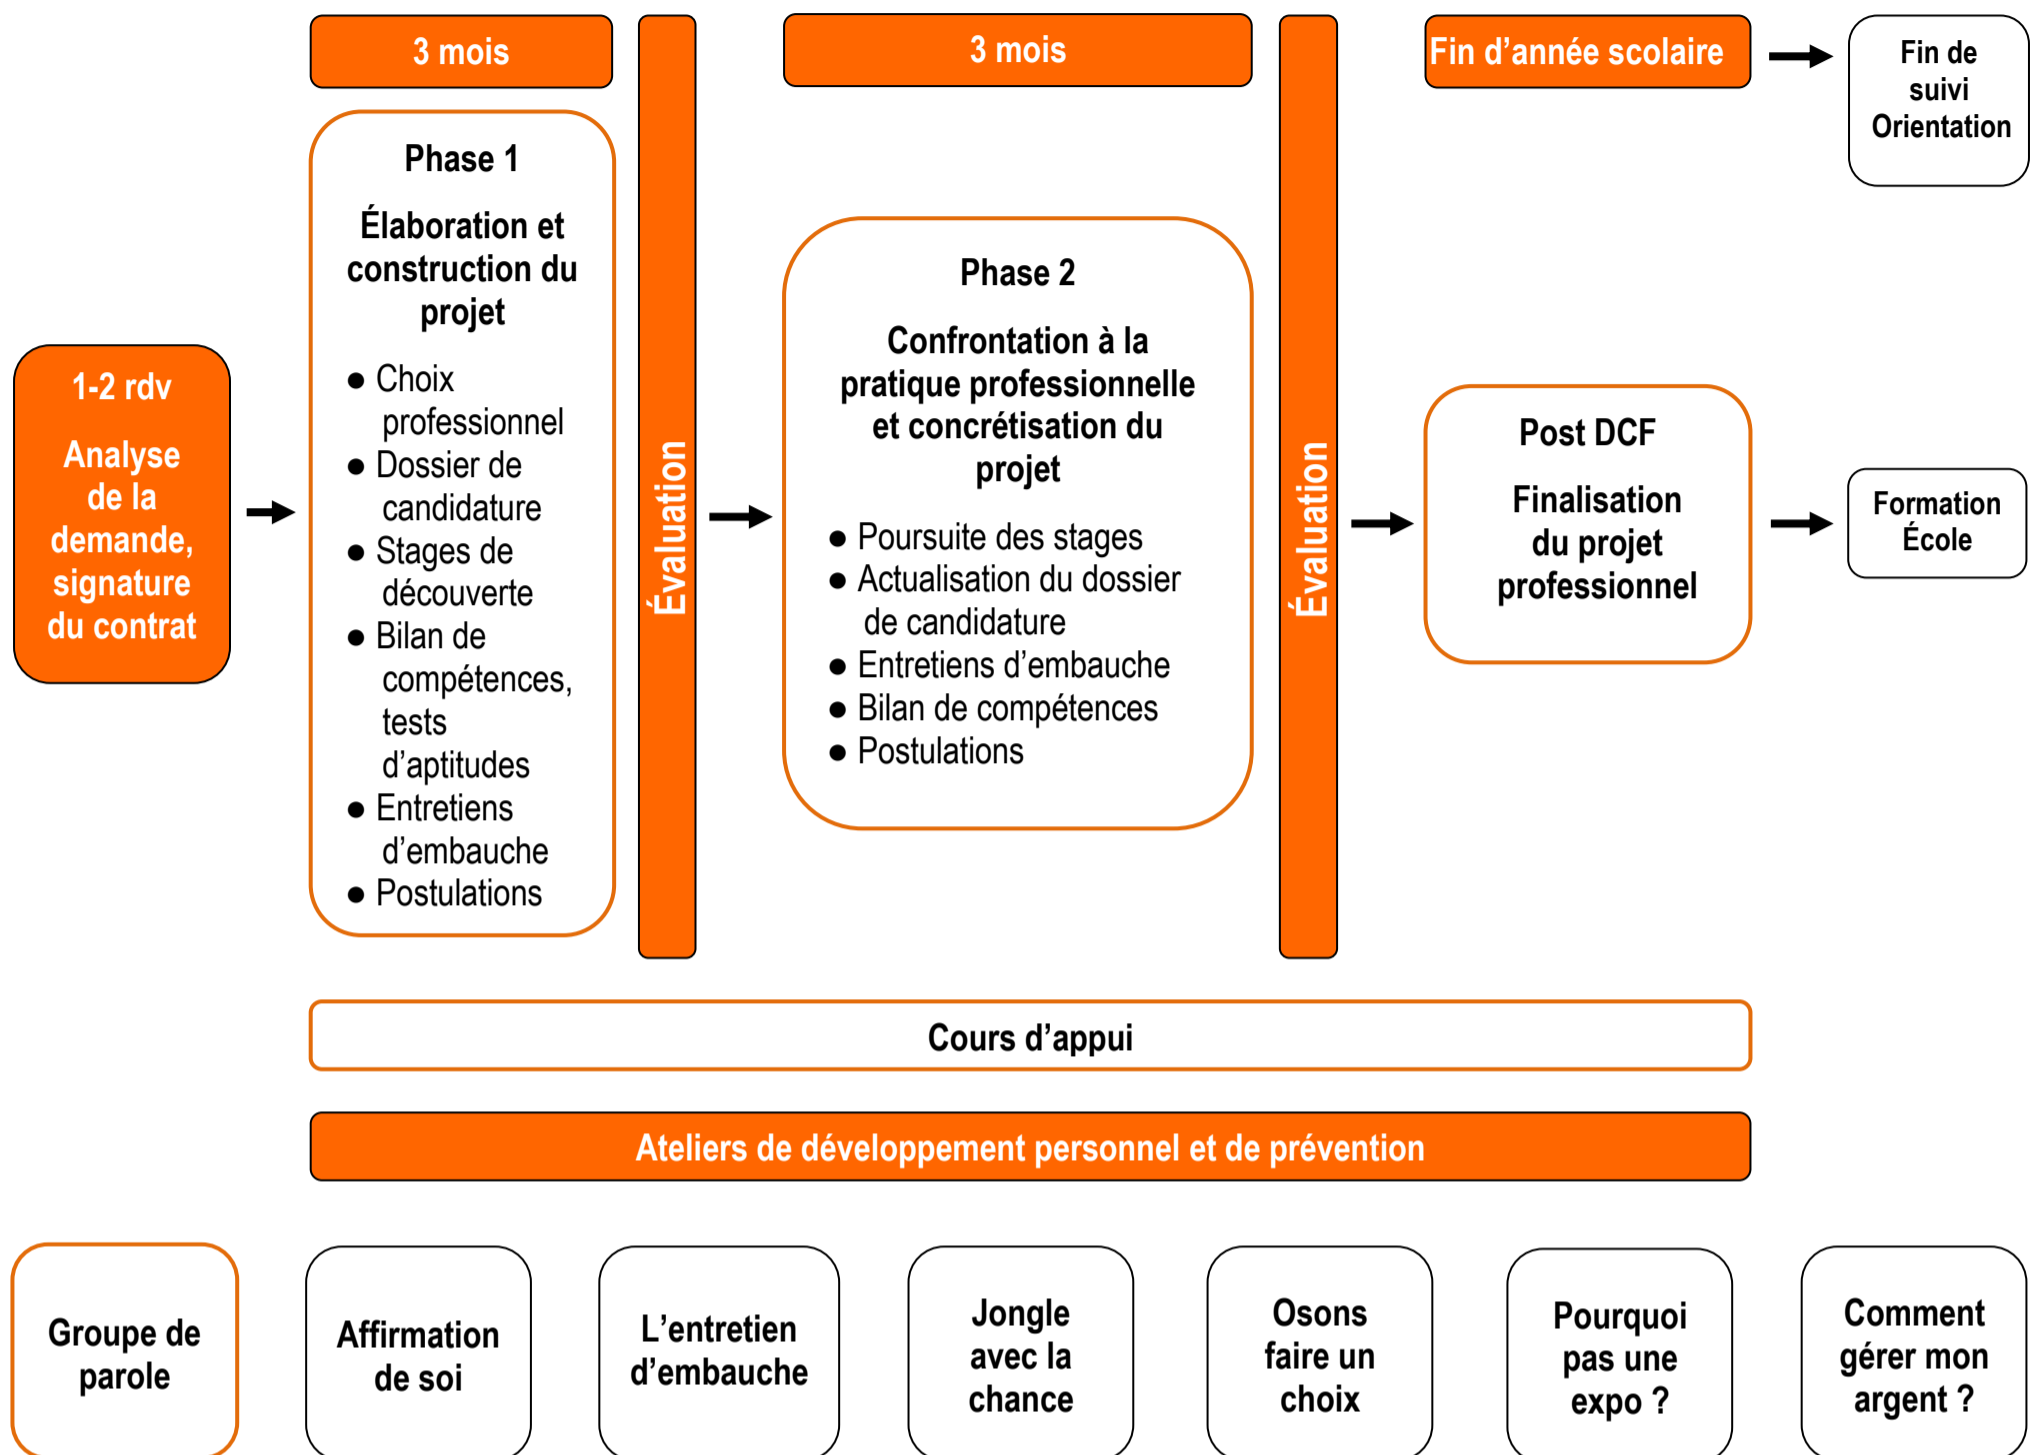 3 mois
3 mois
Fin d’année scolaire
Fin de
suivi
Orientation
1-2 rdv
Analyse
de la
demande,
signature
du contrat
Phase 1
Élaboration et
construction du
projet
● Choix
professionnel
● Dossier de
candidature
● Stages de
découverte
● Bilan de
compétences,
tests
d’aptitudes
● Entretiens
d’embauche
● Postulations
Évaluation
Phase 2
Confrontation à la
pratique professionnelle
et concrétisation du
projet
● Poursuite des stages
● Actualisation du dossier
de candidature
● Entretiens d’embauche
● Bilan de compétences
● Postulations
Évaluation
Post DCF
Finalisation
du projet
professionnel
Formation
École
Cours d’appui
Ateliers de développement personnel et de prévention
Groupe de
parole
Affirmation
de soi
L’entretien
d’embauche
Jongle
avec la
chance
Osons
faire un
choix
Pourquoi
pas une
expo ?
Comment
gérer mon
argent ?